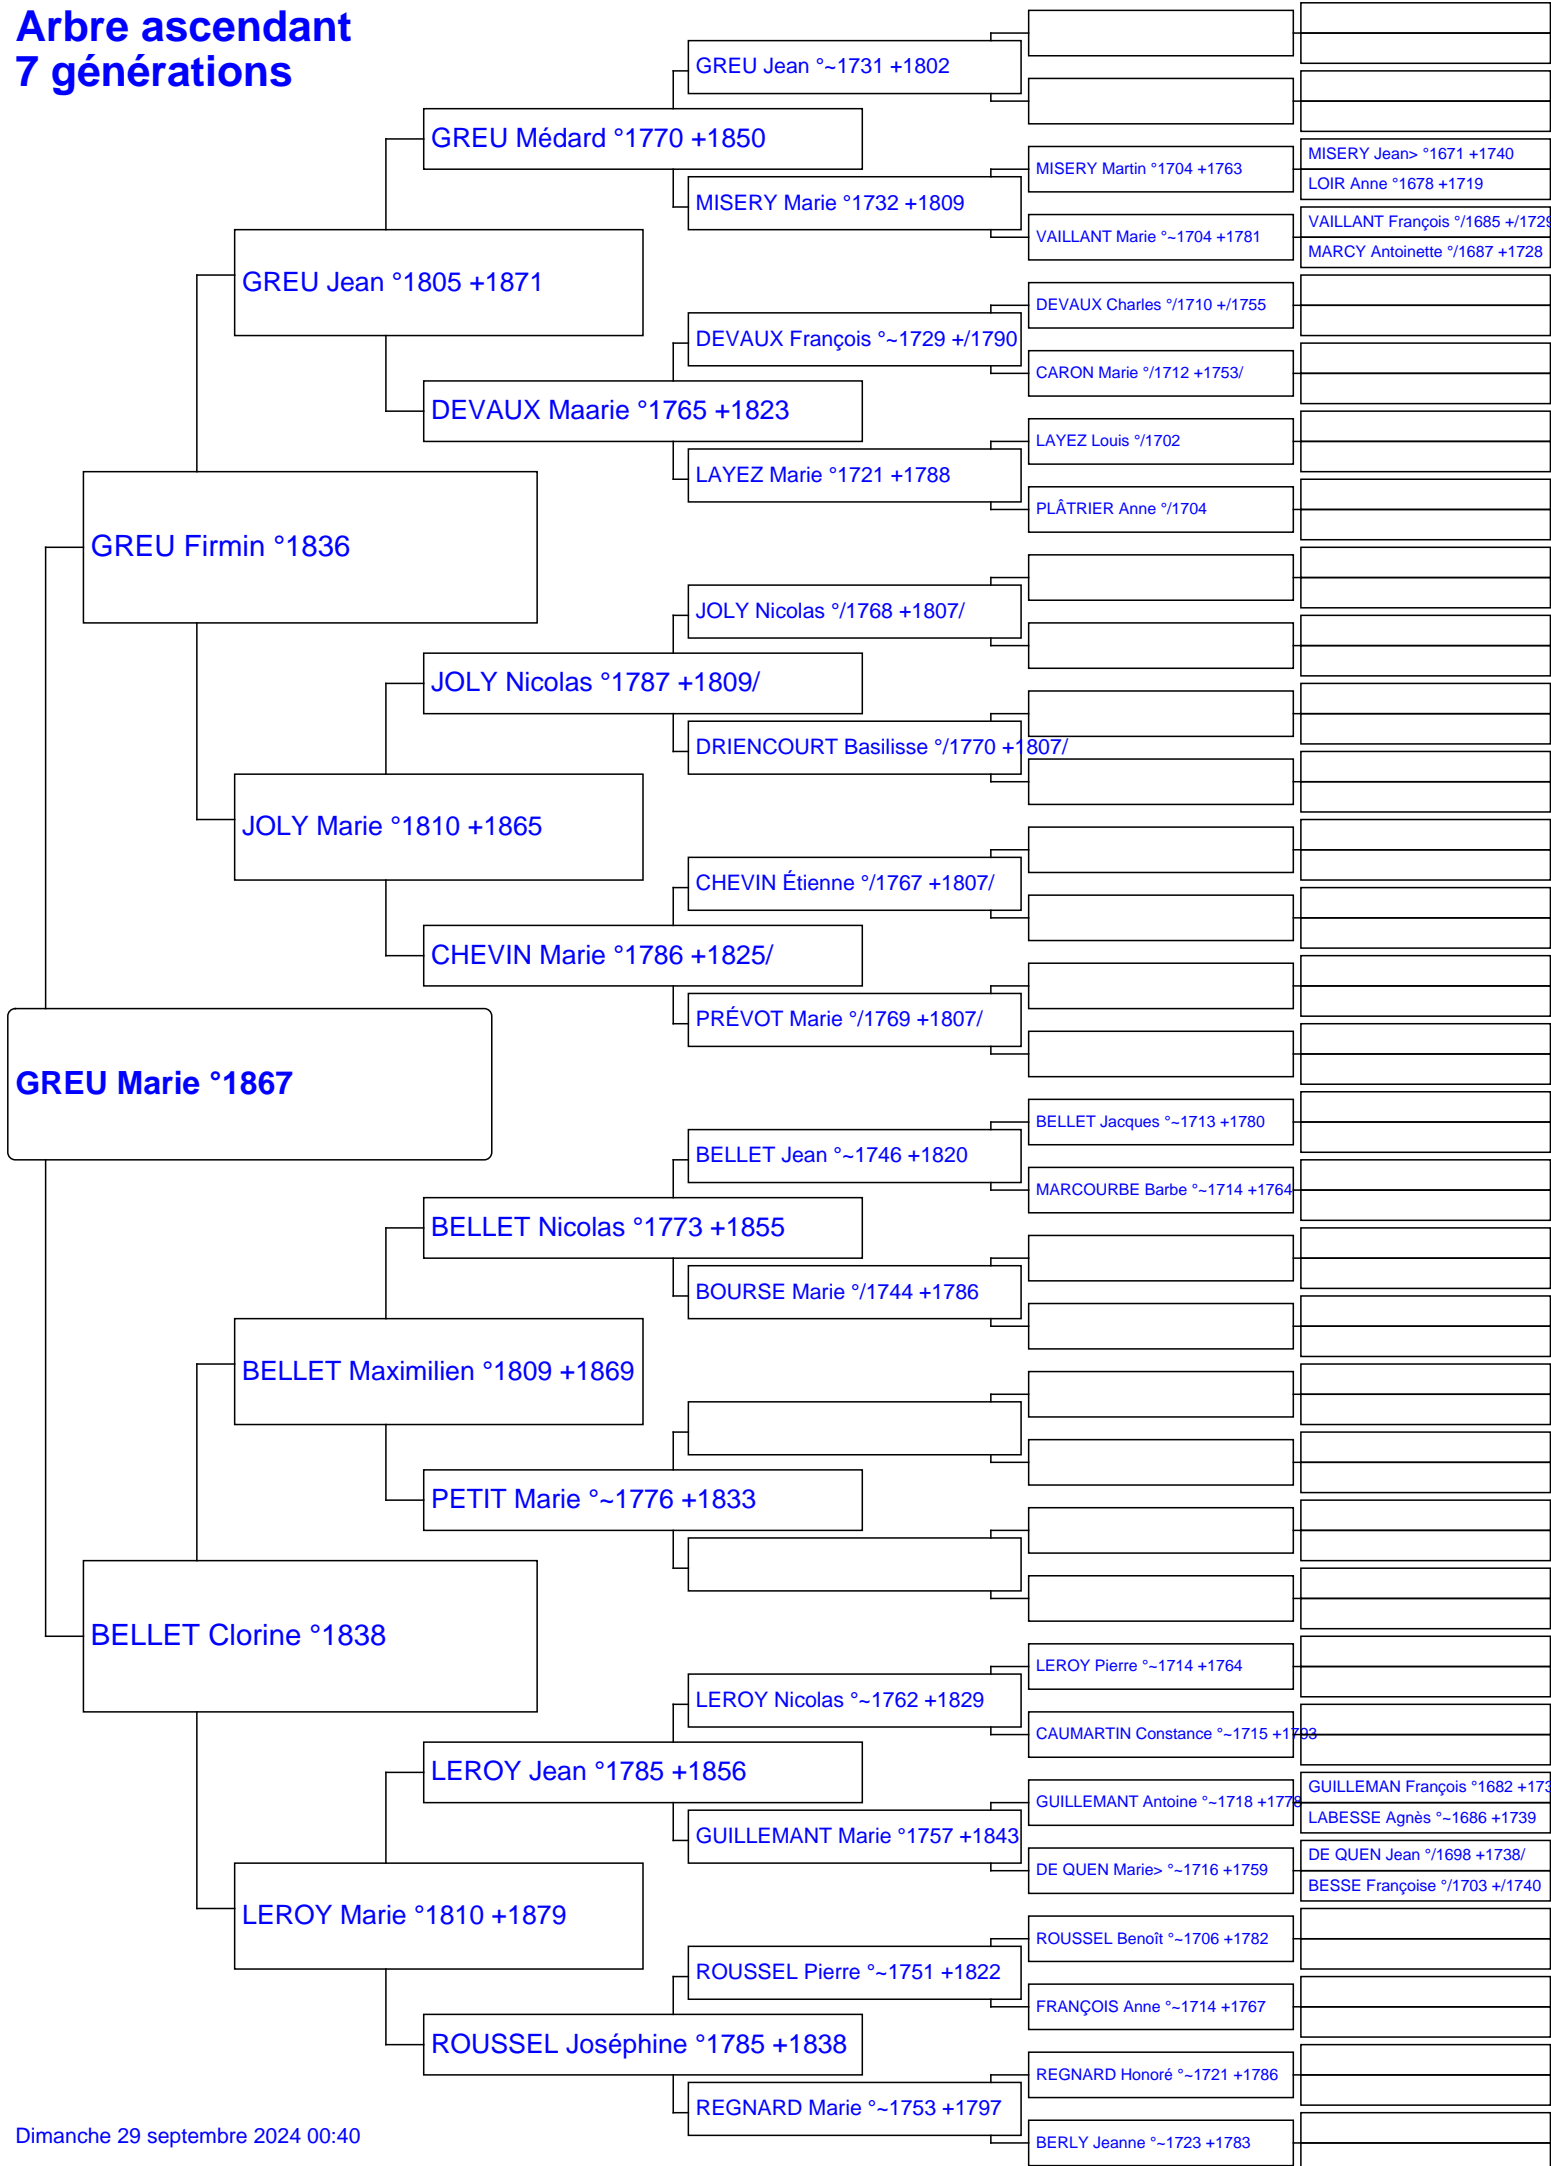 Arbre ascendant
7 générations
GREU Jean °~1731 +1802
GREU Médard °1770 +1850
MISERY Martin °1704 +1763
MISERY Jean> °1671 +1740
LOIR Anne °1678 +1719
MISERY Marie °1732 +1809
VAILLANT Marie °~1704 +1781
VAILLANT François °/1685 +/1729
MARCY Antoinette °/1687 +1728
GREU Jean °1805 +1871
DEVAUX Charles °/1710 +/1755
DEVAUX François °~1729 +/1790
CARON Marie °/1712 +1753/
DEVAUX Maarie °1765 +1823
LAYEZ Louis °/1702
LAYEZ Marie °1721 +1788
PLÂTRIER Anne °/1704
GREU Firmin °1836
JOLY Nicolas °/1768 +1807/
JOLY Nicolas °1787 +1809/
DRIENCOURT Basilisse °/1770 +1807/
JOLY Marie °1810 +1865
CHEVIN Étienne °/1767 +1807/
CHEVIN Marie °1786 +1825/
PRÉVOT Marie °/1769 +1807/
GREU Marie °1867
BELLET Jacques °~1713 +1780
BELLET Jean °~1746 +1820
MARCOURBE Barbe °~1714 +1764
BELLET Nicolas °1773 +1855
BOURSE Marie °/1744 +1786
BELLET Maximilien °1809 +1869
PETIT Marie °~1776 +1833
BELLET Clorine °1838
LEROY Pierre °~1714 +1764
LEROY Nicolas °~1762 +1829
CAUMARTIN Constance °~1715 +1793
LEROY Jean °1785 +1856
GUILLEMANT Antoine °~1718 +1778
GUILLEMAN François °1682 +173
LABESSE Agnès °~1686 +1739
GUILLEMANT Marie °1757 +1843
DE QUEN Marie> °~1716 +1759
DE QUEN Jean °/1698 +1738/
BESSE Françoise °/1703 +/1740
LEROY Marie °1810 +1879
ROUSSEL Benoît °~1706 +1782
ROUSSEL Pierre °~1751 +1822
FRANÇOIS Anne °~1714 +1767
ROUSSEL Joséphine °1785 +1838
REGNARD Honoré °~1721 +1786
REGNARD Marie °~1753 +1797
BERLY Jeanne °~1723 +1783
Dimanche 29 septembre 2024 00:40